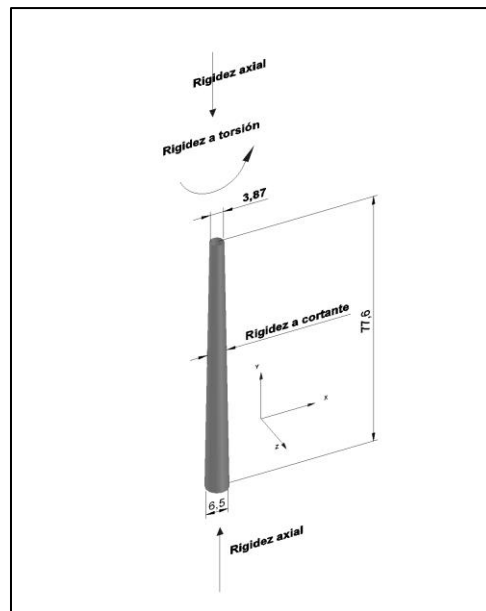 Rigidez axial
Rigidez a torsión
3,87
Rigidez a cortante
77,6
Y
X
Z
6,5
Rigidez axial